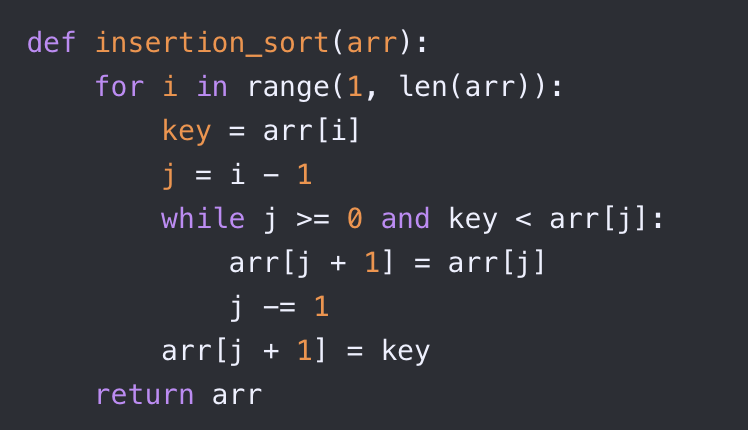 def insertion_sort(arr):
    for i in range(1, len(arr)):
        key = arr[i]
        j = i - 1
        while j >= 0 and key < arr[j]:
            arr[j + 1] = arr[j]
            j -= 1
        arr[j + 1] = key
    return arr